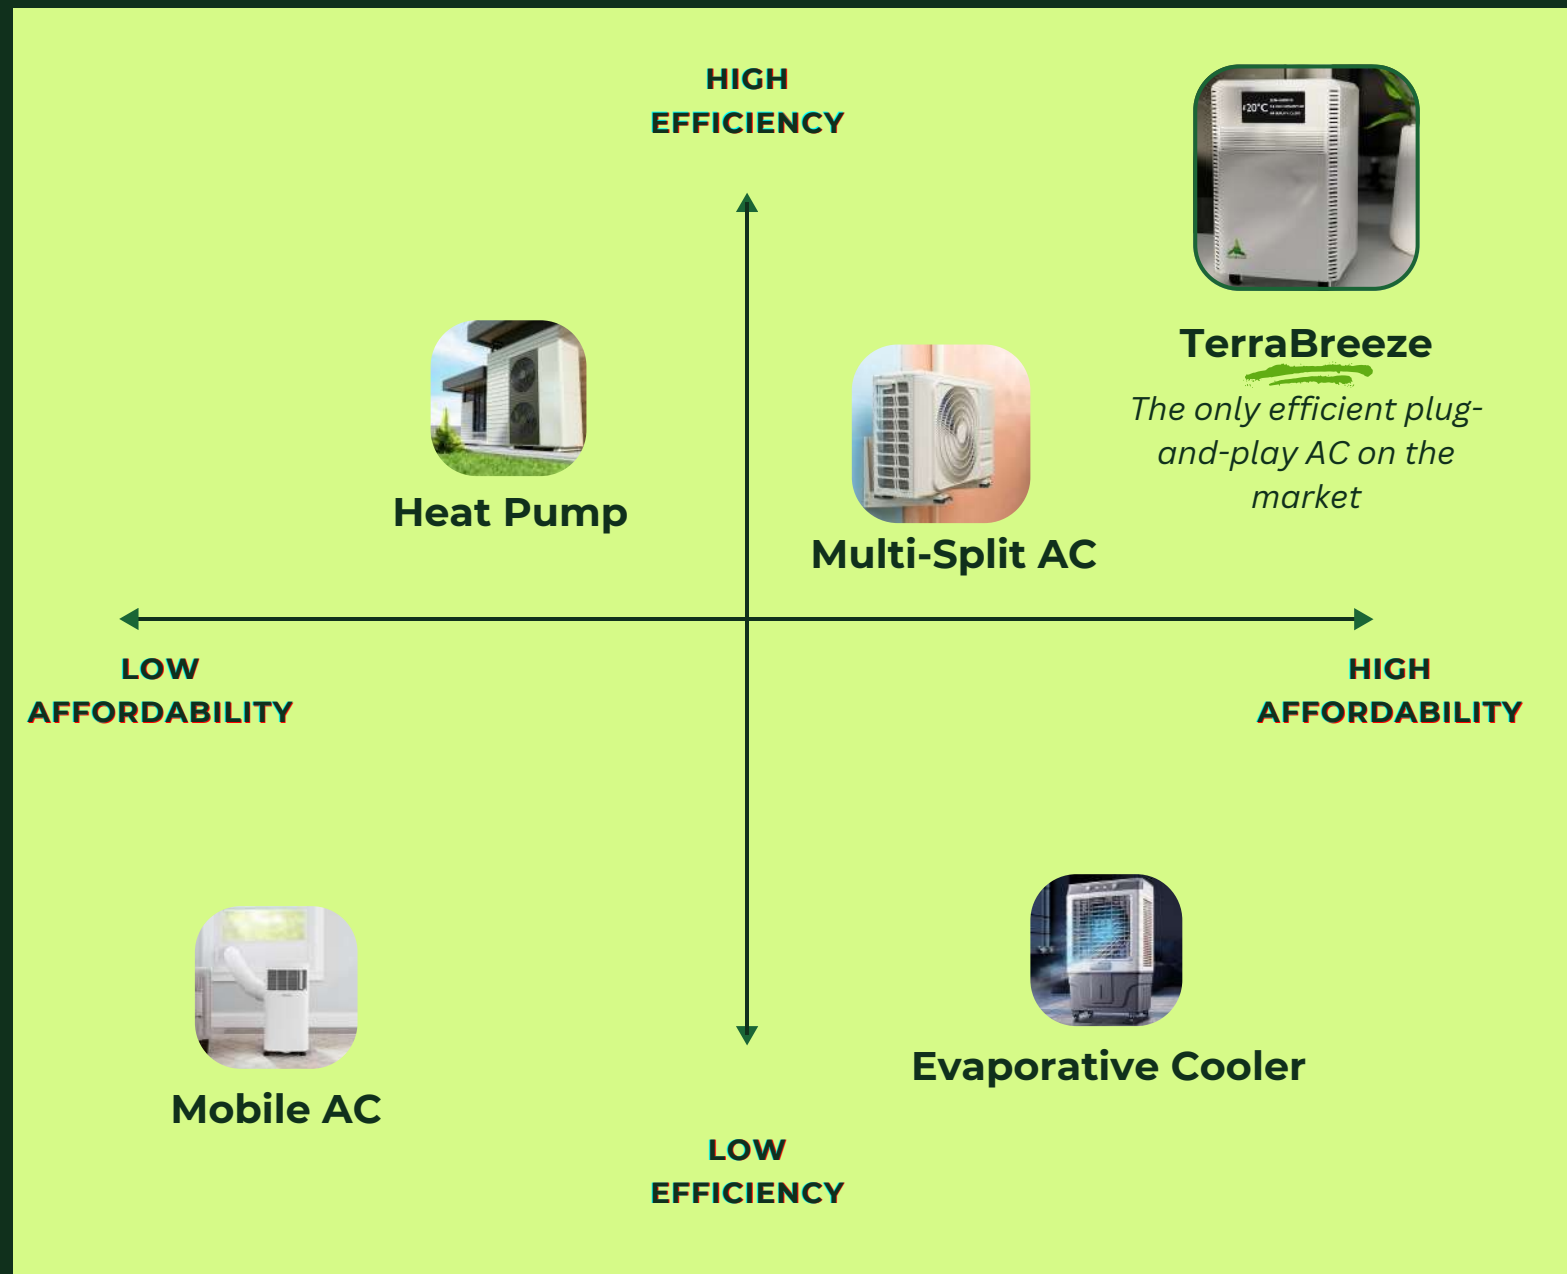 HIGH
EFFICIENCY
20°C
TerraBreeze
The only efficient plug-
and-play AC on the
market
Heat Pump
Multi-Split AC
LOW
AFFORDABILITY
HIGH
AFFORDABILITY
Mobile AC
Evaporative Cooler
LOW
EFFICIENCY